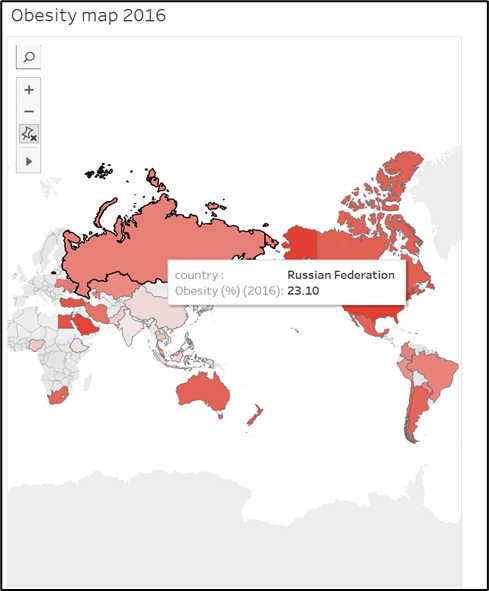 Obesity map 2016
country : Russian Federation
Obesity (%) (2016): 23.10